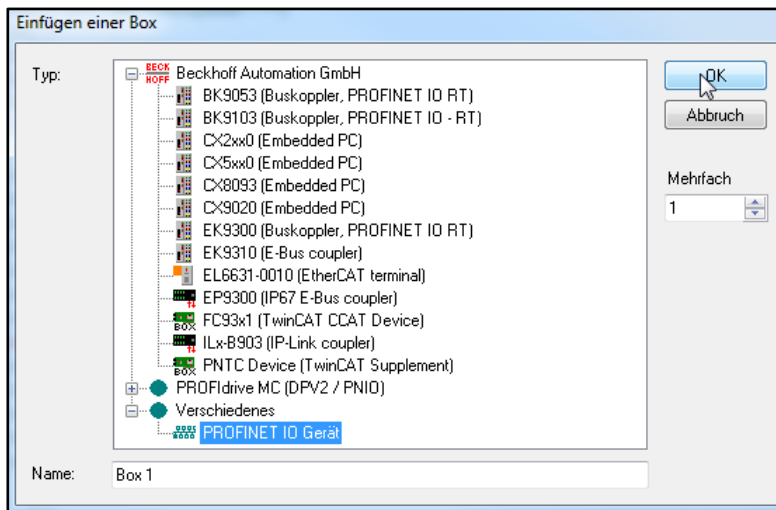 Einfügen einer Box
Typ:
BECK
HOFF
Beckhoff Automation GmbH
BK9053 (Buskoppler, PROFINET IO RT)
BK9103 (Buskoppler, PROFINET IO - RT)
CX2xx0 (Embedded PC)
CX5xx0 (Embedded PC)
CX8093 (Embedded PC)
CX9020 (Embedded PC)
EK9300 (Buskoppler, PROFINET IO RT)
EK9310 (E-Bus coupler)
EL6631-0010 (EtherCAT terminal)
EP9300 (IP67 E-Bus coupler)
BOX FC93x1 (TwinCAT CCAT Device)
ILx-B903 (IP-Link coupler)
BOX PNTC Device (TwinCAT Supplement)
PROFIdrive MC (DPV2 / PNIO)
Verschiedenes
PROFINET IO Gerät
OK
Abbruch
Mehrfach
1
Name:
Box 1